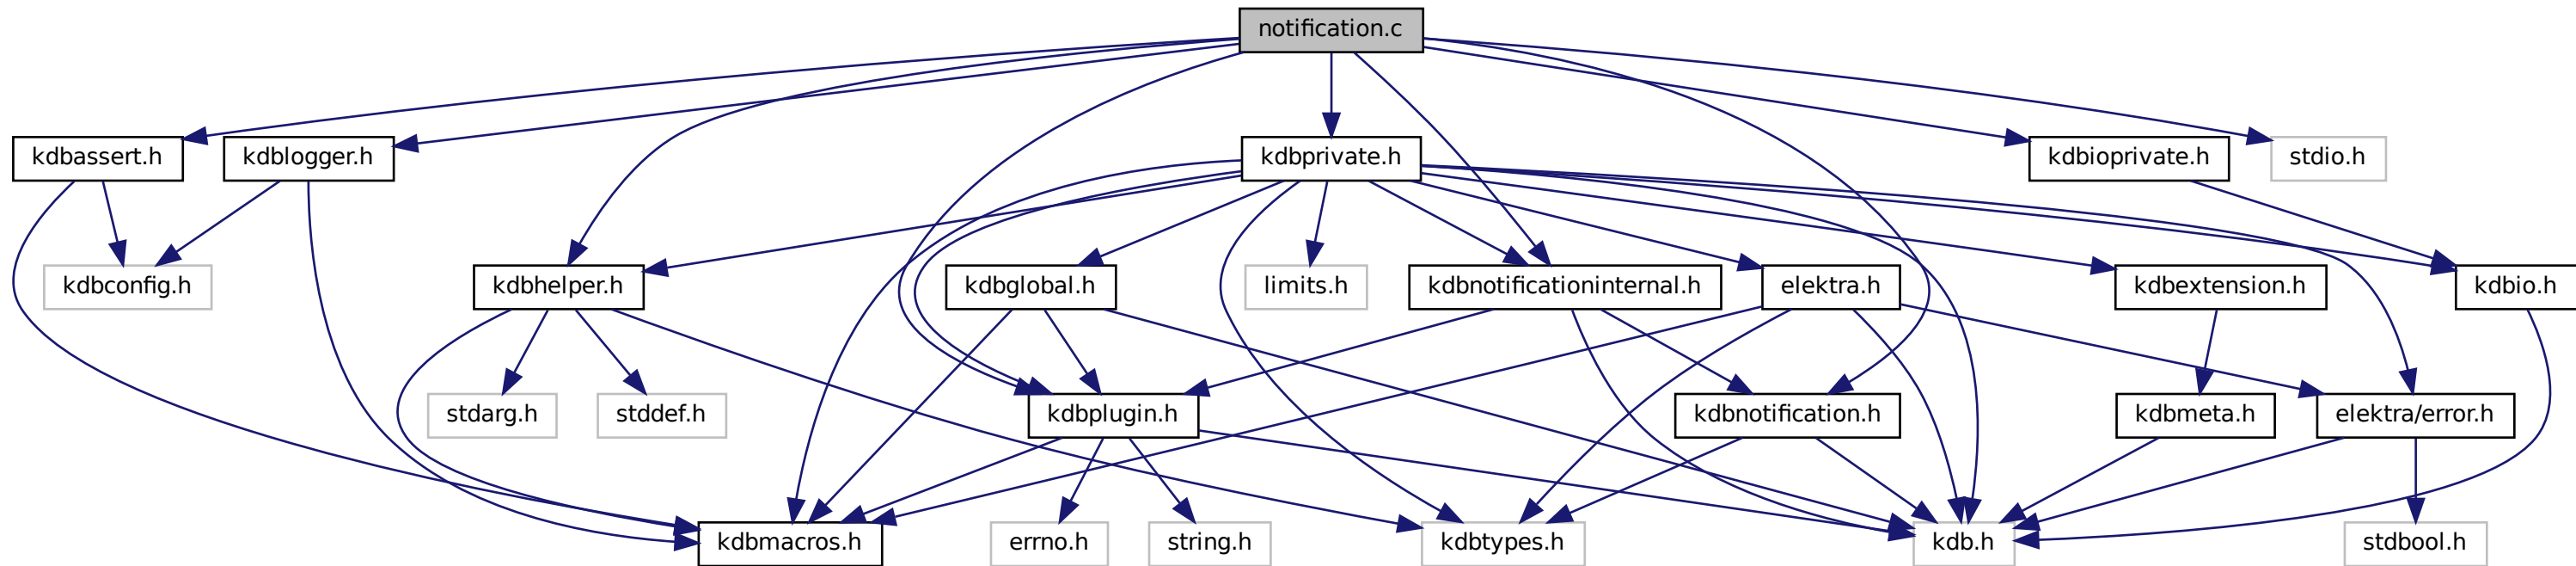 notification.c
kdbassert.h
kdblogger.h
kdbprivate.h
kdbioprivate.h
stdio.h
kdbconfig.h
kdbhelper.h
kdbglobal.h
limits.h
kdbnotificationinternal.h
elektra.h
kdbextension.h
kdbio.h
stdarg.h
stddef.h
kdbplugin.h
kdbnotification.h
kdbmeta.h
elektra/error.h
kdbmacros.h
errno.h
string.h
kdbtypes.h
kdb.h
stdbool.h